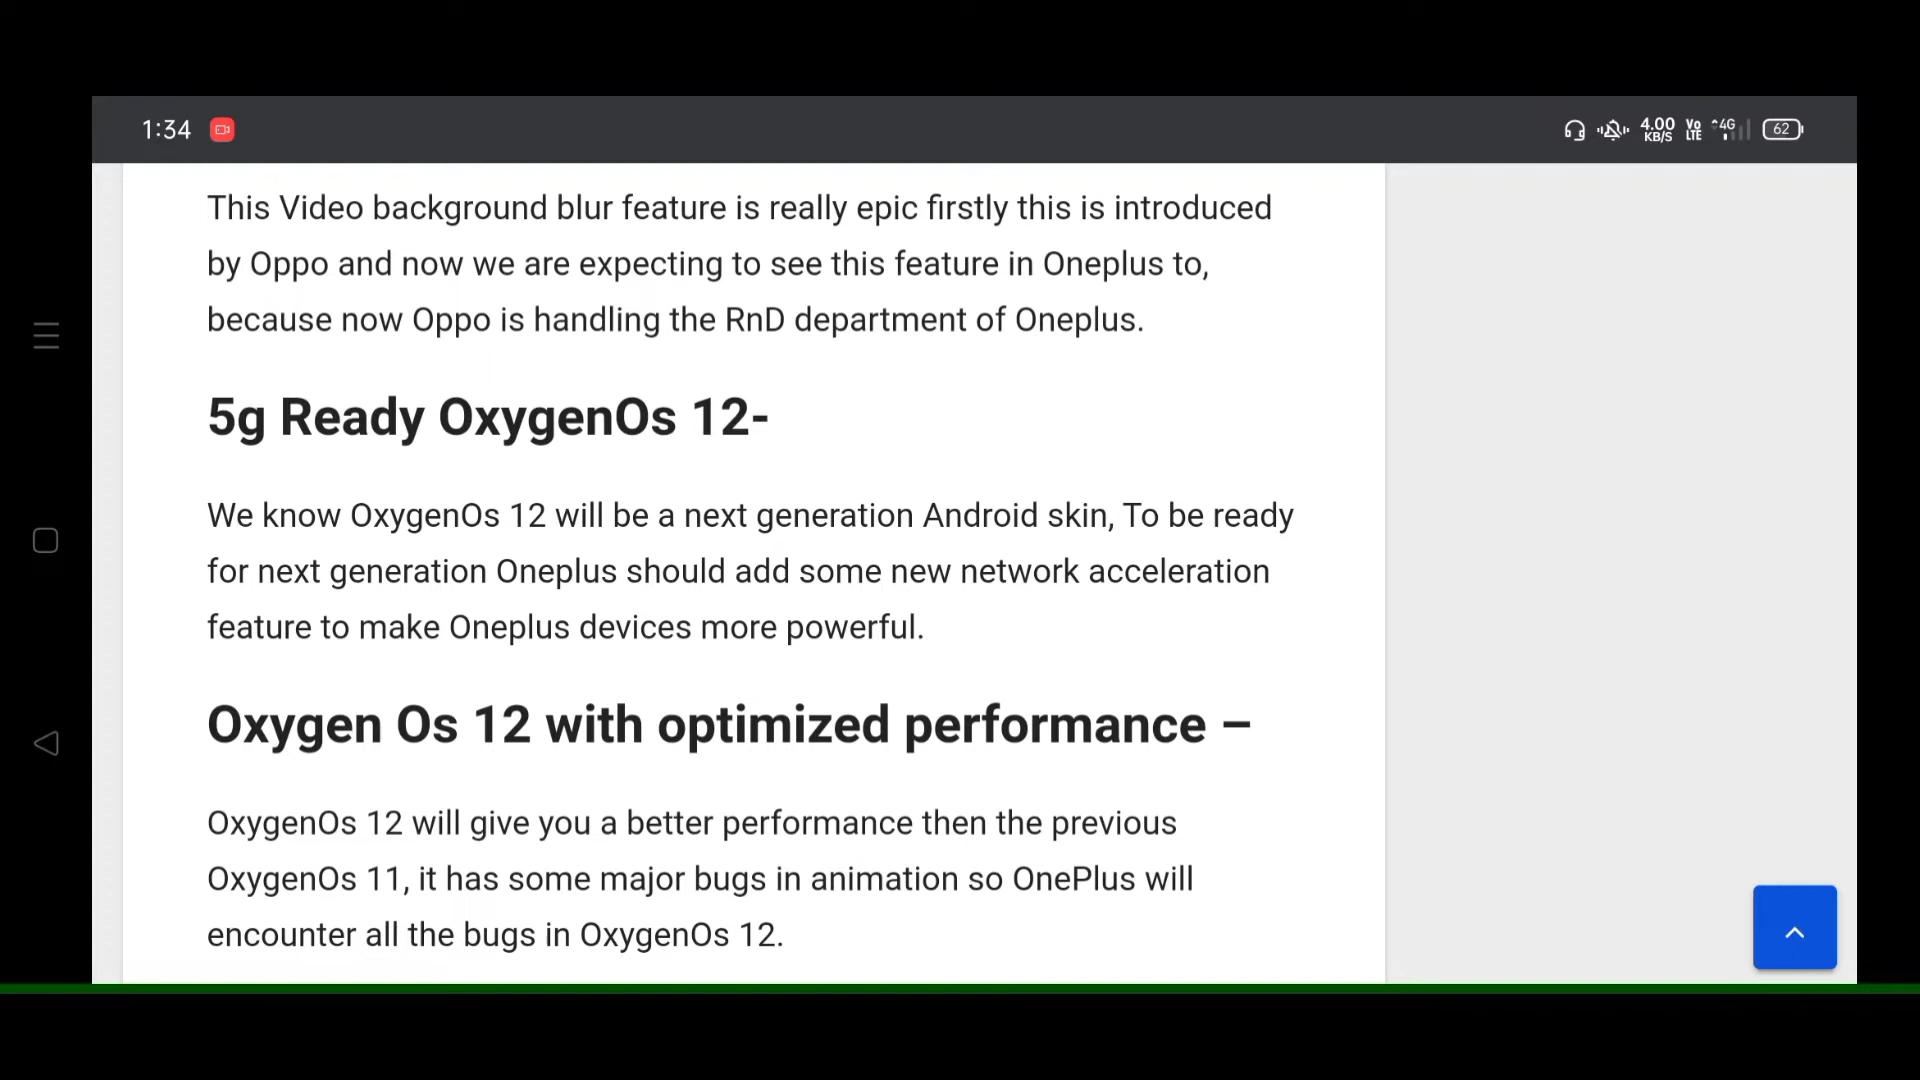 1:34
4.00
KB/S
Vo
LTE
4G
62
This Video background blur feature is really epic firstly this is introduced
by Oppo and now we are expecting to see this feature in Oneplus to,
because now Oppo is handling the RnD department of Oneplus.
5g Ready OxygenOs 12-
We know OxygenOs 12 will be a next generation Android skin, To be ready
for next generation Oneplus should add some new network acceleration
feature to make Oneplus devices more powerful.
Oxygen Os 12 with optimized performance –
OxygenOs 12 will give you a better performance then the previous
OxygenOs 11, it has some major bugs in animation so OnePlus will
encounter all the bugs in OxygenOs 12.